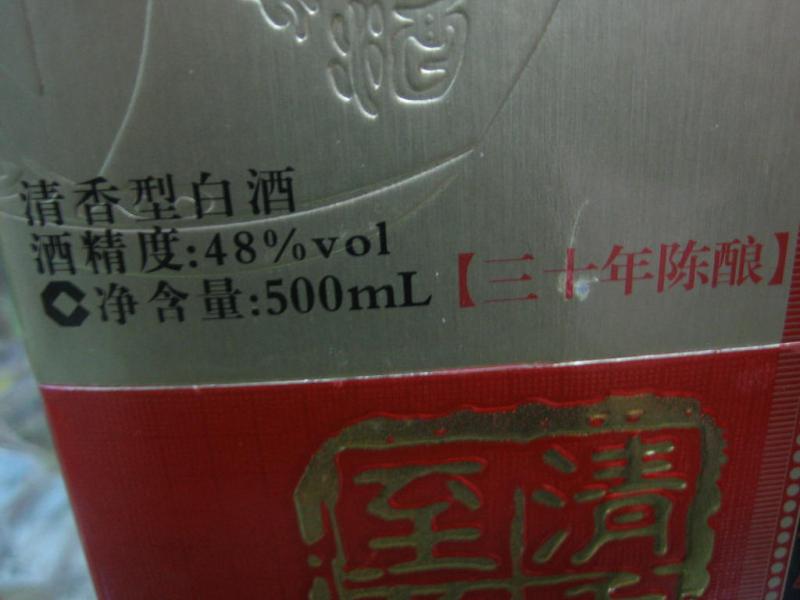 酒
清香型白酒
酒精度:48%vol
净含量:500mL
【三十年陈酿】
清
至